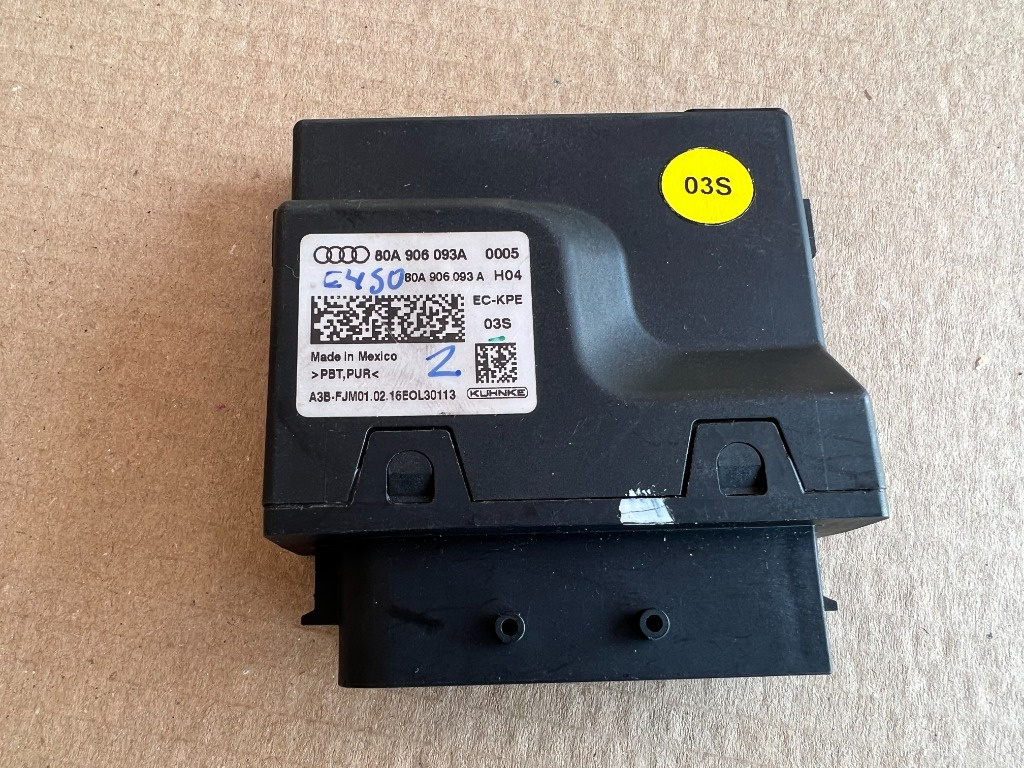 03S
80A 906 093A 0005
E450 80A 906 093 A H04
EC-KPE
03S
Made in Mexico 2
>PBT,PUR<
A3B-FJM01.02.16EOL30113 KUHNKE